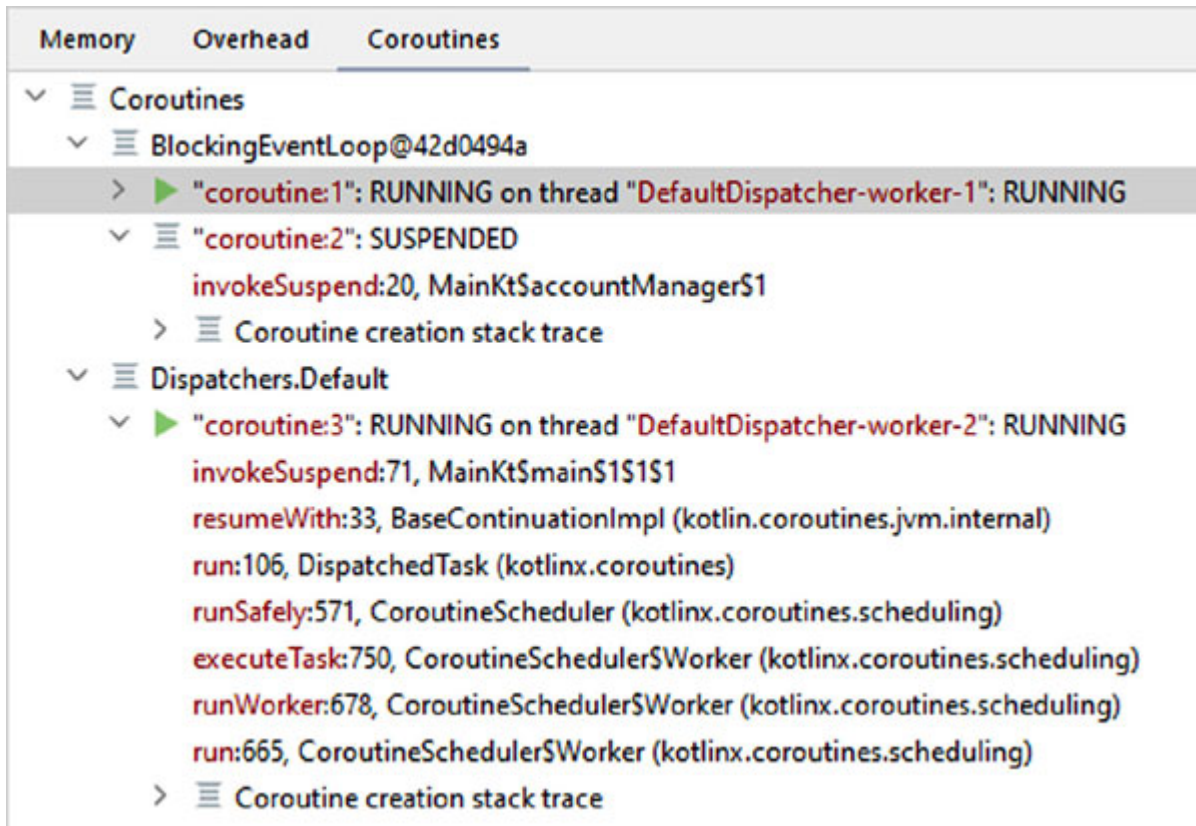 Memory Overhead Coroutines
Coroutines
BlockingEventLoop@42d0494a
"coroutine:1": RUNNING on thread "DefaultDispatcher-worker-1": RUNNING
"coroutine:2": SUSPENDED
invokeSuspend:20, MainKt$accountManager$1
Coroutine creation stack trace
Dispatchers.Default
"coroutine:3": RUNNING on thread "DefaultDispatcher-worker-2": RUNNING
invokeSuspend:71, MainKt$main$1$1$1
resumeWith:33, BaseContinuationImpl (kotlin.coroutines.jvm.internal)
run:106, DispatchedTask (kotlinx.coroutines)
runSafely:571, CoroutineScheduler (kotlinx.coroutines.scheduling)
executeTask:750, CoroutineScheduler$Worker (kotlinx.coroutines.scheduling)
runWorker:678, CoroutineScheduler$Worker (kotlinx.coroutines.scheduling)
run:665, CoroutineScheduler$Worker (kotlinx.coroutines.scheduling)
Coroutine creation stack trace